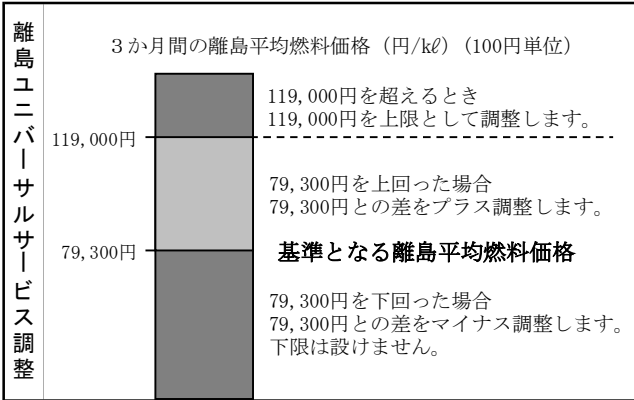 離島ユニバーサルサービス調整
３か月間の離島平均燃料価格（円/kℓ）(100円単位)
119,000円を超えるとき
119,000円を上限として調整します。
119,000円
79,300円を上回った場合
79,300円との差をプラス調整します。
79,300円
基準となる離島平均燃料価格
79,300円を下回った場合
79,300円との差をマイナス調整します。
下限は設けません。